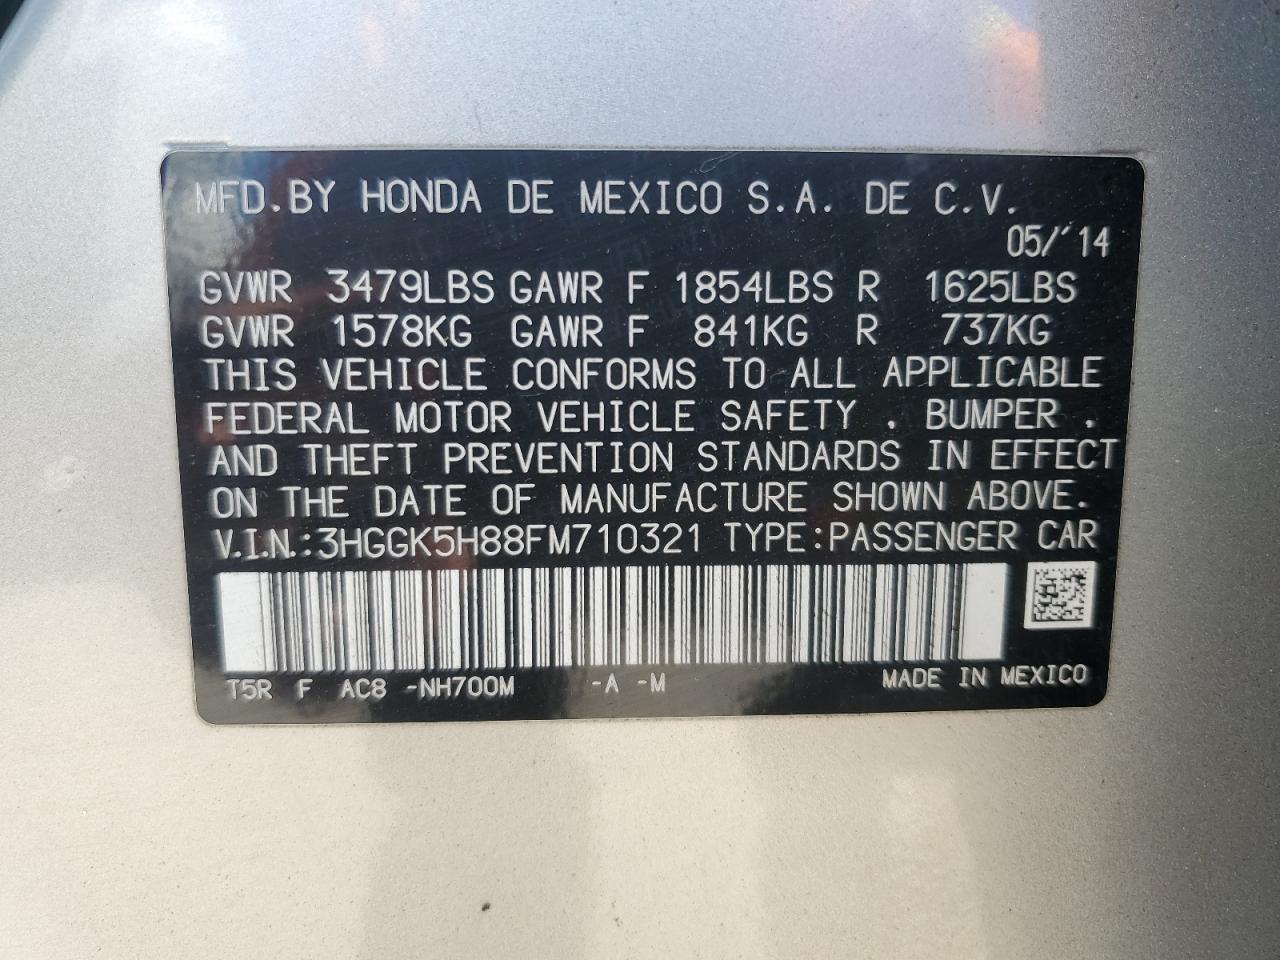 MFD.BY HONDA DE MEXICO S.A. DE C.V.
05/'14
GVWR 3479LBS GAWR F 1854LBS R 1625LBS
GVWR 1578KG GAWR F 841KG R 737KG
THIS VEHICLE CONFORMS TO ALL APPLICABLE
FEDERAL MOTOR VEHICLE SAFETY . BUMPER .
AND THEFT PREVENTION STANDARDS IN EFFECT
ON THE DATE OF MANUFACTURE SHOWN ABOVE.
V.I.N.:3HGGK5H88FM710321 TYPE:PASSENGER CAR
T5R F AC8 -NH700M -A -M MADE IN MEXICO